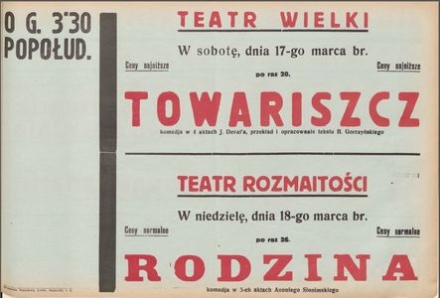 O G. 3'30
POPOŁUD.
TEATR WIELKI
W sobotę, dnia 17-go marca br.
Ceny najniższe
Ceny najniższe
po raz 20.
TOWARISZCZ
komedja w 4 aktach J. Deval'a, przekład i opracowanie tekstu B. Gorczyńskiego
TEATR ROZMAITOŚCI
W niedzielę, dnia 18-go marca br.
Ceny normalne
Ceny normalne
po raz 26.
RODZINA
komedja w 3-ech aktach Antoniego Słonimskiego